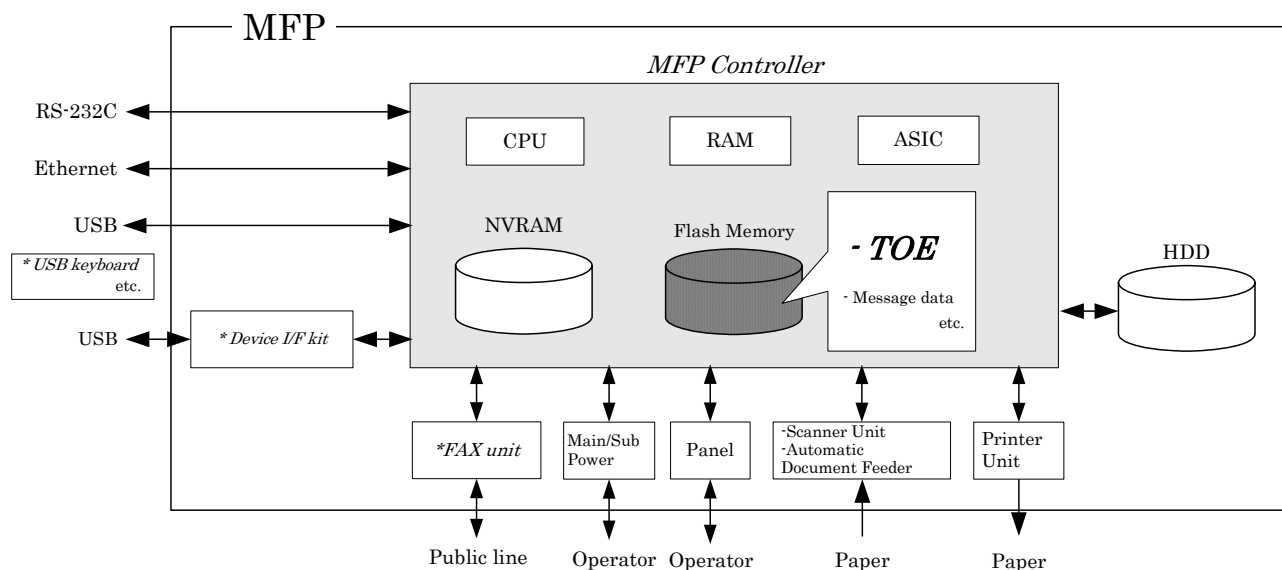 MFP
MFP Controller
RS-232C
Ethernet
USB
* USB keyboard
etc.
USB
* Device I/F kit
CPU
RAM
ASIC
NVRAM
Flash Memory
- TOE
- Message data
etc.
HDD
*FAX unit
Main/Sub
Power
Panel
-Scanner Unit
-Automatic
Document Feeder
Printer
Unit
Public line
Operator
Operator
Paper
Paper